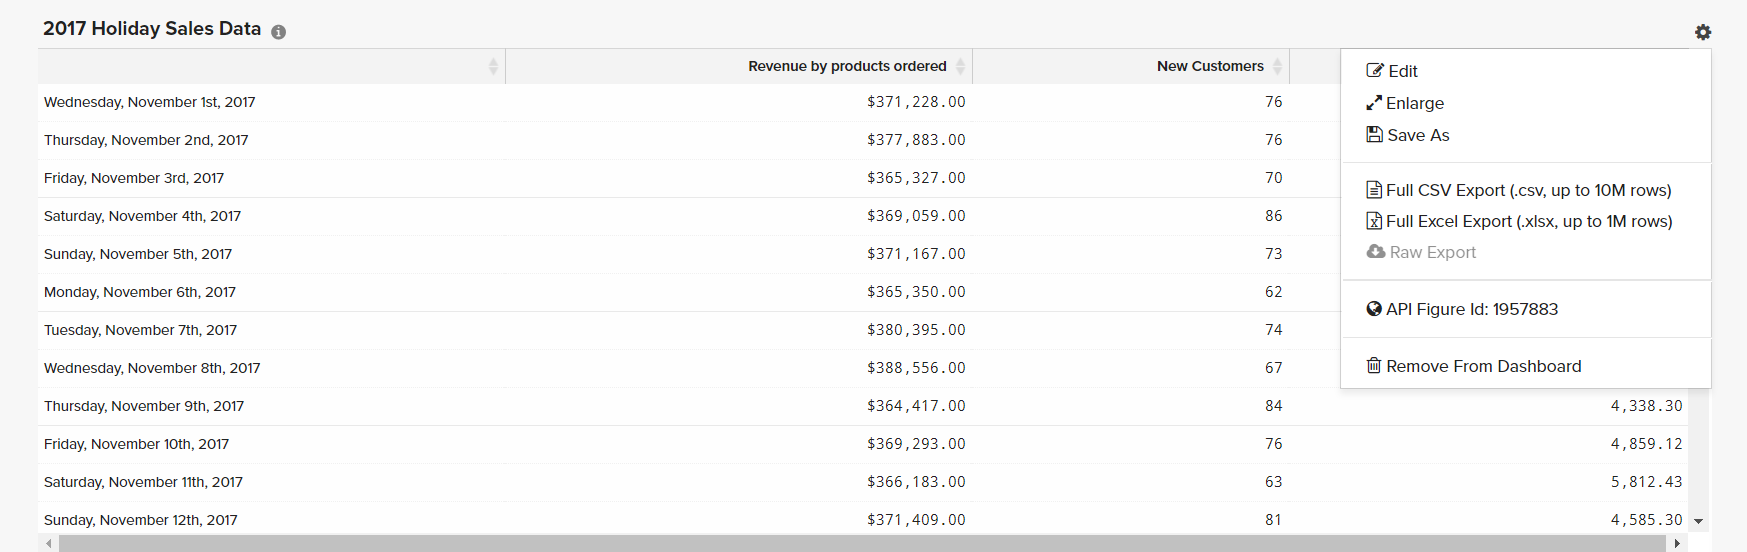 2017 Holiday Sales Data
Revenue by products ordered New Customers
Wednesday, November 1st, 2017 $371,228.00 76
Thursday, November 2nd, 2017 $377,883.00 76
Friday, November 3rd, 2017 $365,327.00 70
Saturday, November 4th, 2017 $369,059.00 86
Sunday, November 5th, 2017 $371,167.00 73
Monday, November 6th, 2017 $365,350.00 62
Tuesday, November 7th, 2017 $380,395.00 74
Wednesday, November 8th, 2017 $388,556.00 67
Thursday, November 9th, 2017 $364,417.00 84 4,338.30
Friday, November 10th, 2017 $369,293.00 76 4,859.12
Saturday, November 11th, 2017 $366,183.00 63 5,812.43
Sunday, November 12th, 2017 $371,409.00 81 4,585.30
Edit
Enlarge
Save As
Full CSV Export (.csv, up to 10M rows)
Full Excel Export (.xlsx, up to 1M rows)
Raw Export
API Figure Id: 1957883
Remove From Dashboard